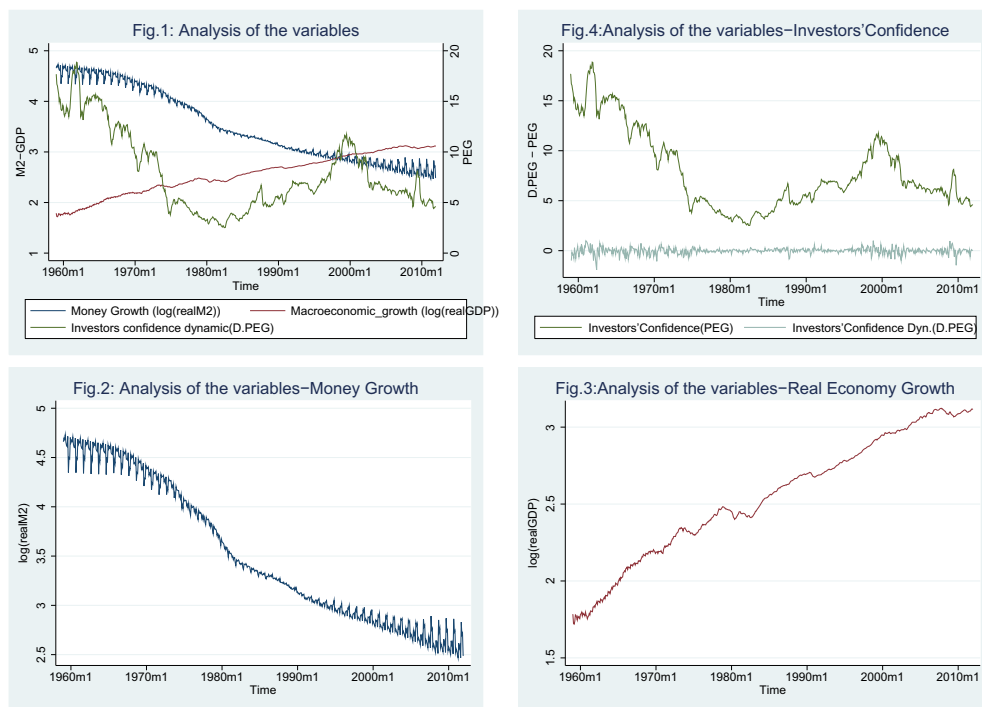 Fig.1: Analysis of the variables
5
4
3
2
1
M2−GDP
20
15
10
5
0
PEG
1960m1 1970m1 1980m1 1990m1 2000m1 2010m1
Time
Money Growth (log(realM2))
Macroeconomic_growth (log(realGDP))
Investors confidence dynamic(D.PEG)
Fig.4:Analysis of the variables−Investors'Confidence
20
15
10
5
0
D.PEG - PEG
1960m1 1970m1 1980m1 1990m1 2000m1 2010m1
Time
Investors'Confidence(PEG)
Investors'Confidence Dyn.(D.PEG)
Fig.2: Analysis of the variables−Money Growth
5
4.5
4
3.5
3
2.5
log(realM2)
1960m1 1970m1 1980m1 1990m1 2000m1 2010m1
Time
Fig.3:Analysis of the variables−Real Economy Growth
3
2.5
2
1.5
log(realGDP)
1960m1 1970m1 1980m1 1990m1 2000m1 2010m1
Time